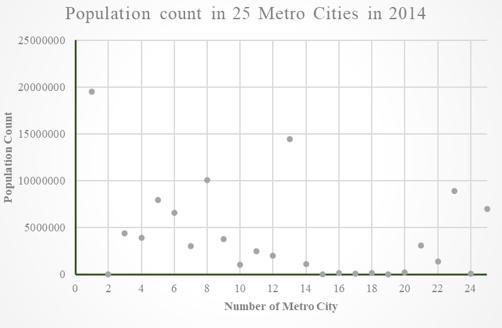 Population count in 25 Metro Cities in 2014
25000000
20000000
15000000
10000000
5000000
0
Population Count
0 2 4 6 8 10 12 14 16 18 20 22 24
Number of Metro City